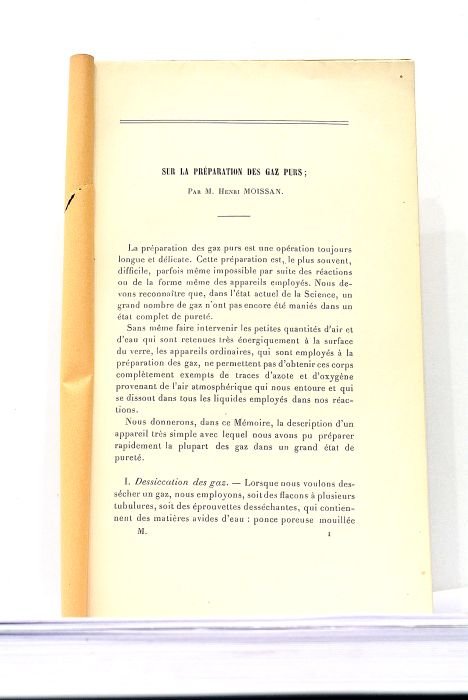 SUR LA PRÉPARATION DES GAZ PURS;
PAR M. HENRI MOISSAN.
La préparation des gaz purs est une opération toujours
longue et délicate. Cette préparation est, le plus souvent,
difficile, parfois même impossible par suite des réactions
ou de la forme même des appareils employés. Nous de-
vons reconnaître que, dans l'état actuel de la Science, un
grand nombre de gaz n'ont pas encore été maniés dans un
état complet de pureté.
Sans même faire intervenir les petites quantités d'air et
d'eau qui sont retenues très énergiquement à la surface
du verre, les appareils ordinaires, qui sont employés à la
préparation des gaz, ne permettent pas d'obtenir ces corps
complètement exempts de traces d'azote et d'oxygène
provenant de l'air atmosphérique qui nous entoure et qui
se dissout dans tous les liquides employés dans nos réac-
tions.
Nous donnerons, dans ce Mémoire, la description d'un
appareil très simple avec lequel nous avons pu préparer
rapidement la plupart des gaz dans un grand état de
pureté.
I. Dessiccation des gaz. — Lorsque nous voulons des-
sécher un gaz, nous employons, soit des flacons à plusieurs
tubulures, soit des éprouvettes desséchantes, qui contien-
nent des matières avides d'eau : ponce poreuse mouillée
M. 1